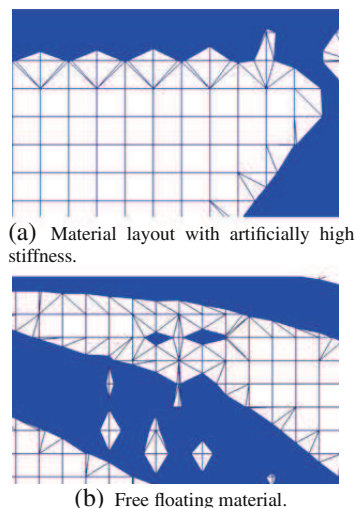 (a) Material layout with artificially high
stiffness.
(b) Free floating material.